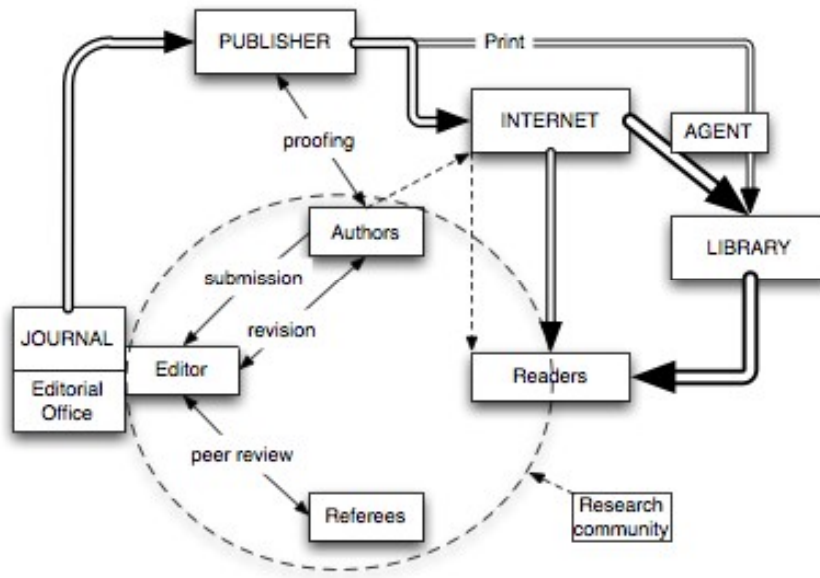 PUBLISHER
Print
INTERNET
AGENT
proofing
Authors
LIBRARY
submission
revision
JOURNAL
Editorial
Office
Editor
Readers
peer review
Referees
Research
community